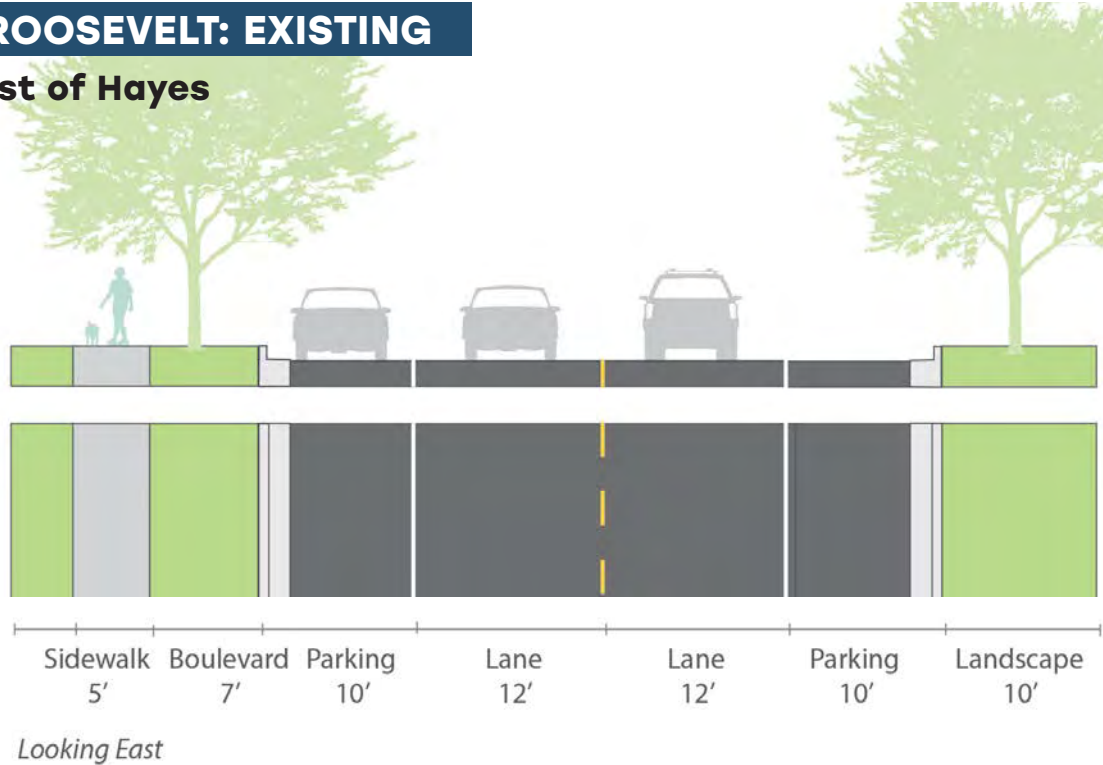 ROOSEVELT: EXISTING
st of Hayes
Sidewalk Boulevard Parking Lane Lane Parking Landscape
5′ 7′ 10′ 12′ 12′ 10′ 10′
Looking East